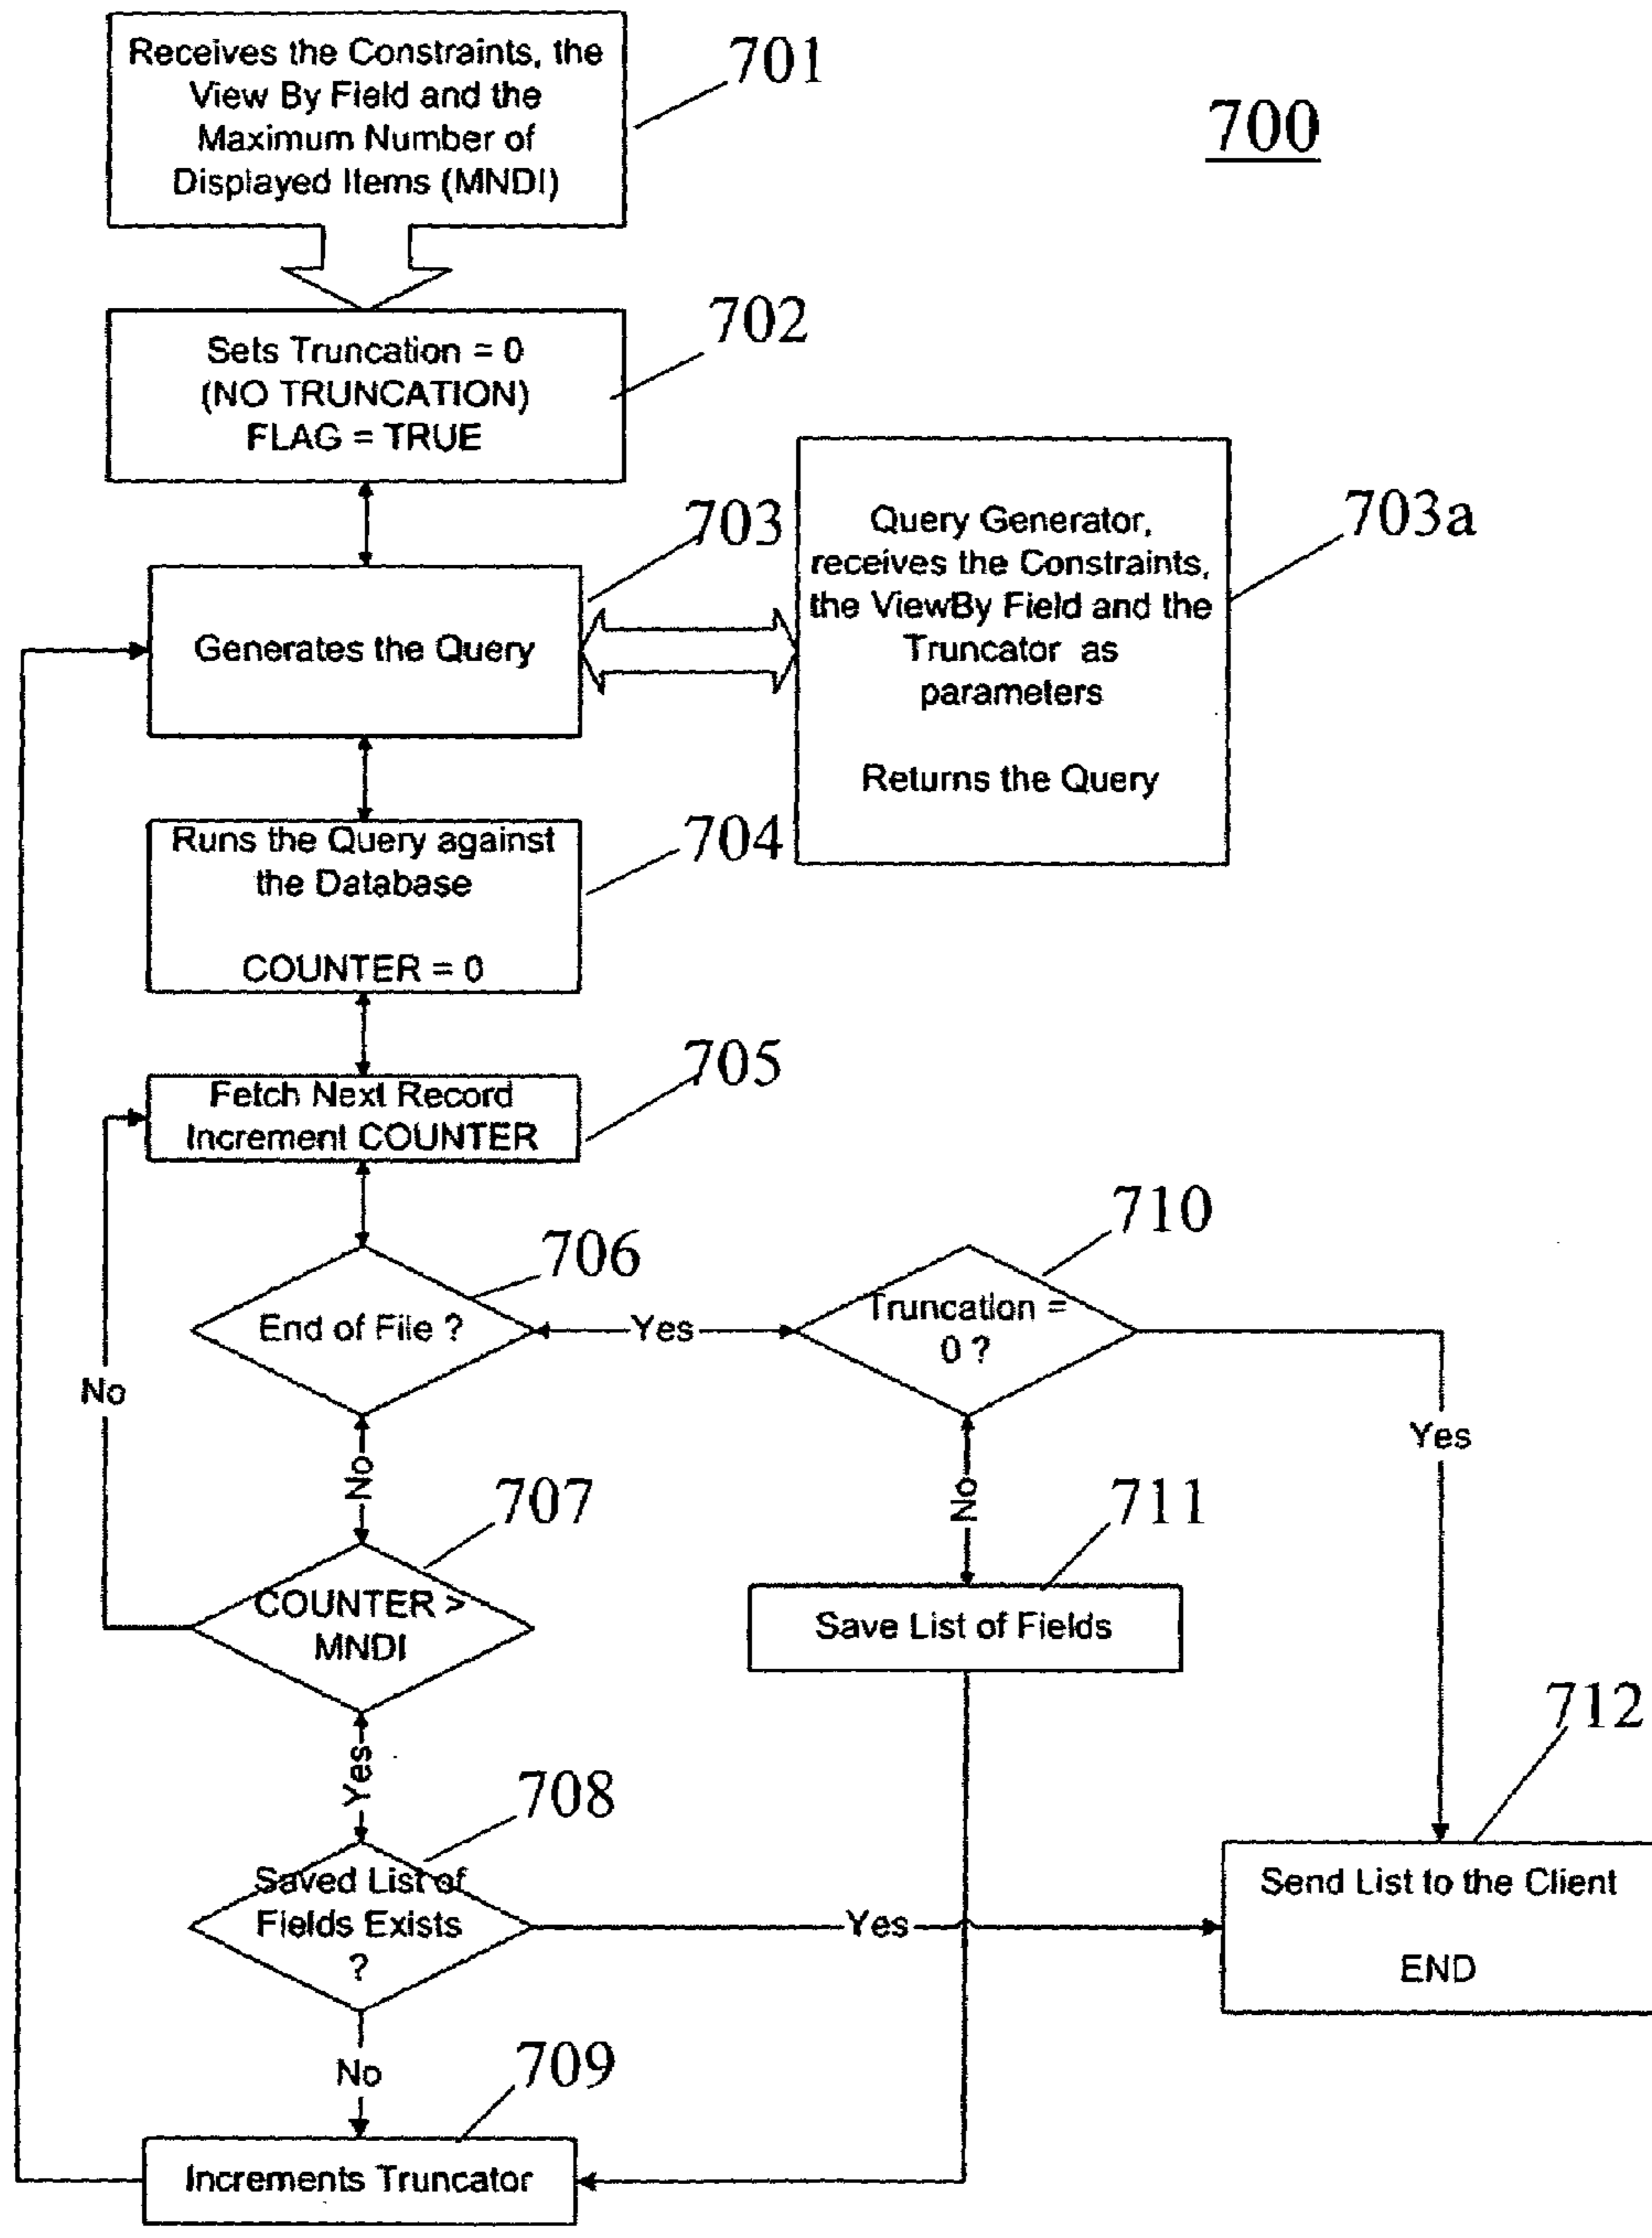 Receives the Constraints, the
View By Field and the
Maximum Number of
Displayed Items (MNDI)
701
700
Sets Truncation = 0
(NO TRUNCATION)
FLAG = TRUE
702
Generates the Query
703
Query Generator,
receives the Constraints,
the ViewBy Field and the
Truncator as
parameters
Returns the Query
703a
Runs the Query against
the Database
COUNTER = 0
704
Fetch Next Record
Increment COUNTER
705
End of File ?
706
Yes
Truncation =
0 ?
710
Yes
No
No
No
COUNTER >
MNDI
707
Save List of Fields
711
Yes
Saved List of
Fields Exists
?
708
Yes
Send List to the Client
END
712
No
Increments Truncator
709